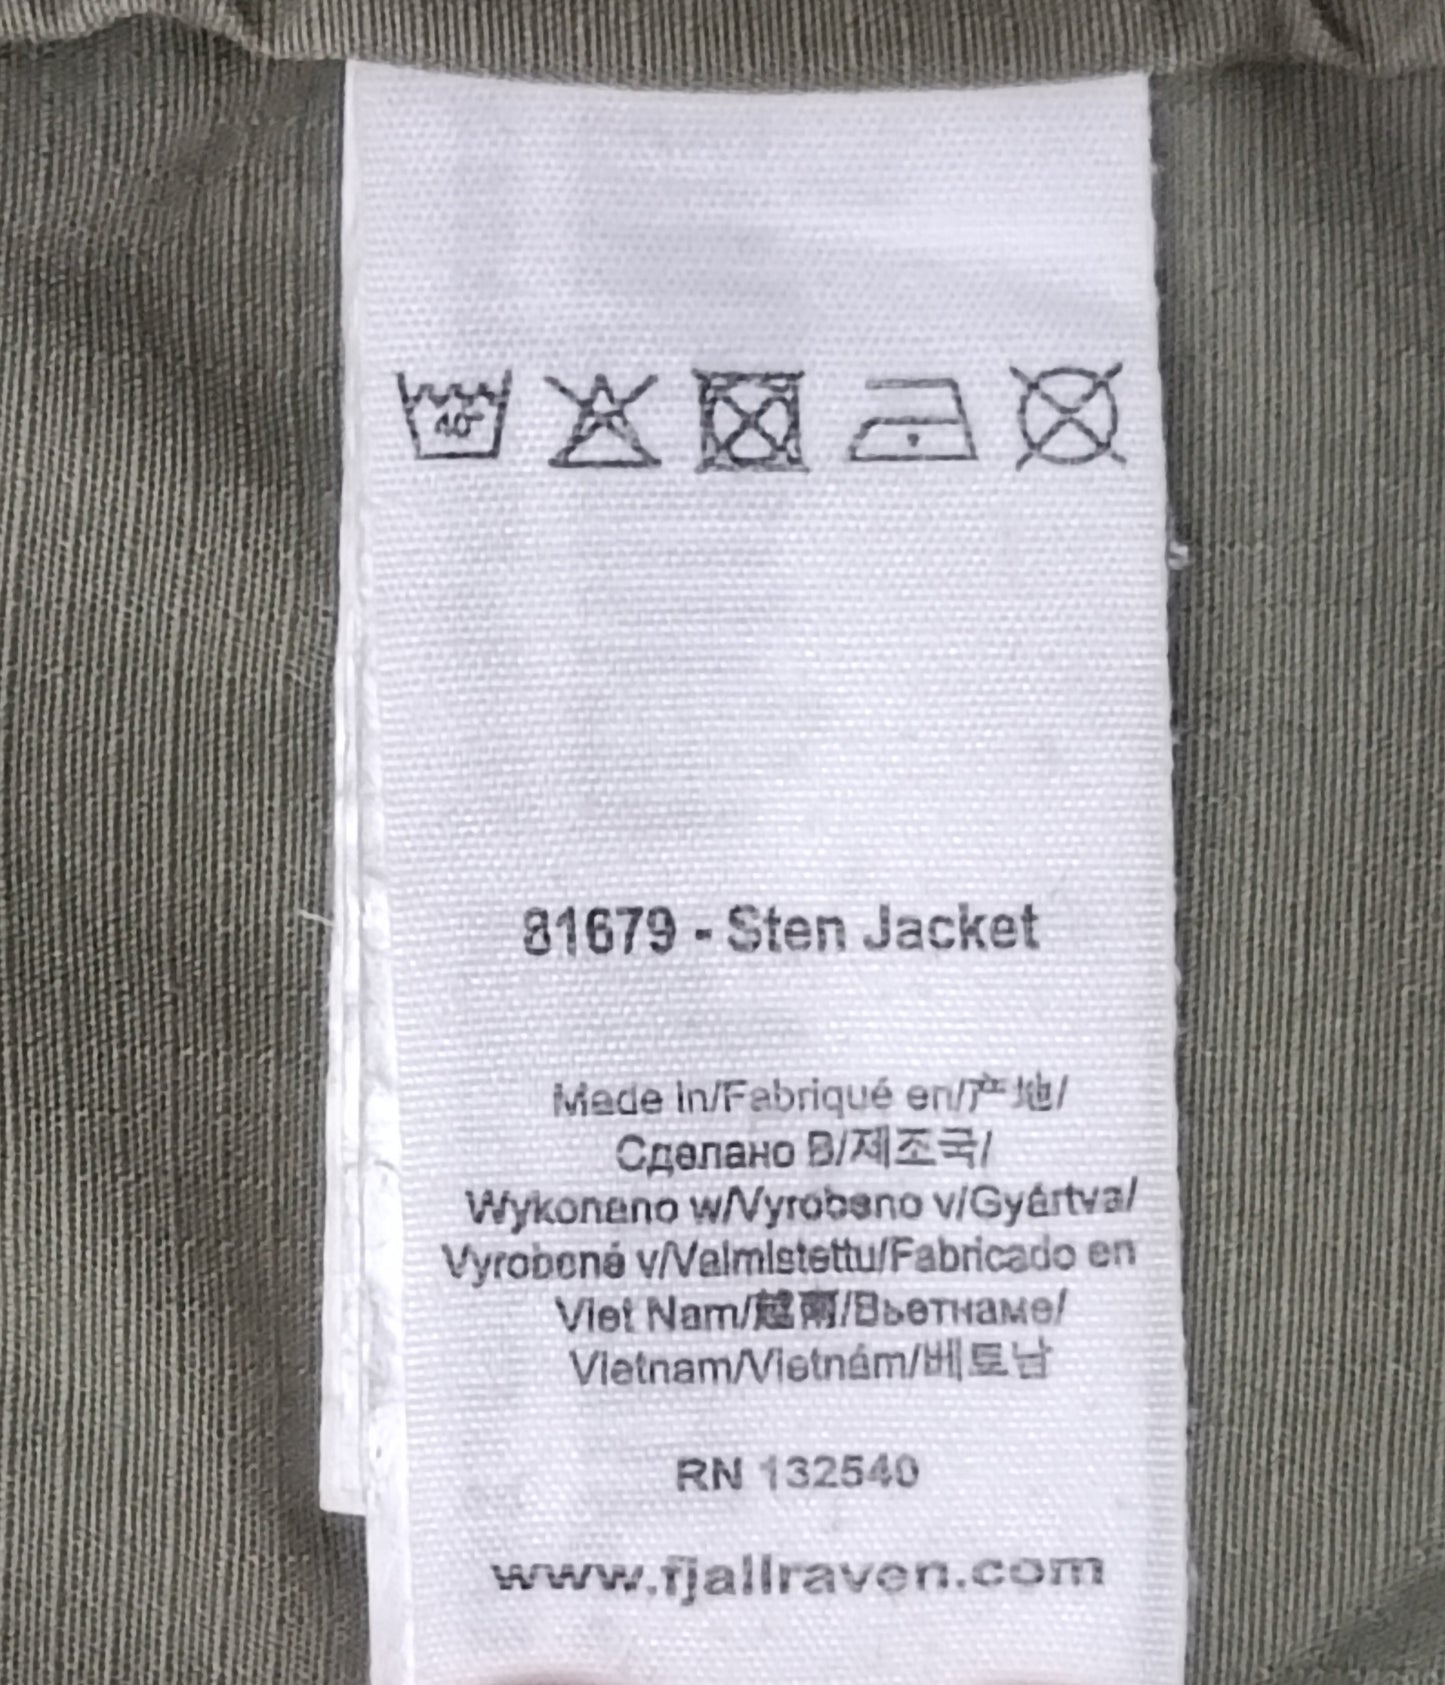 40°
81679 - Sten Jacket
Made in/Fabriqué en/产地/
Сделано В/제조국/
Wykonano w/Vyrobeno v/Gyártva/
Vyrobené v/Valmistettu/Fabricado en
Viet Nam/越南/Вьетнаме/
Vietnam/Vietnám/베트남
RN 132540
www.fjallraven.com